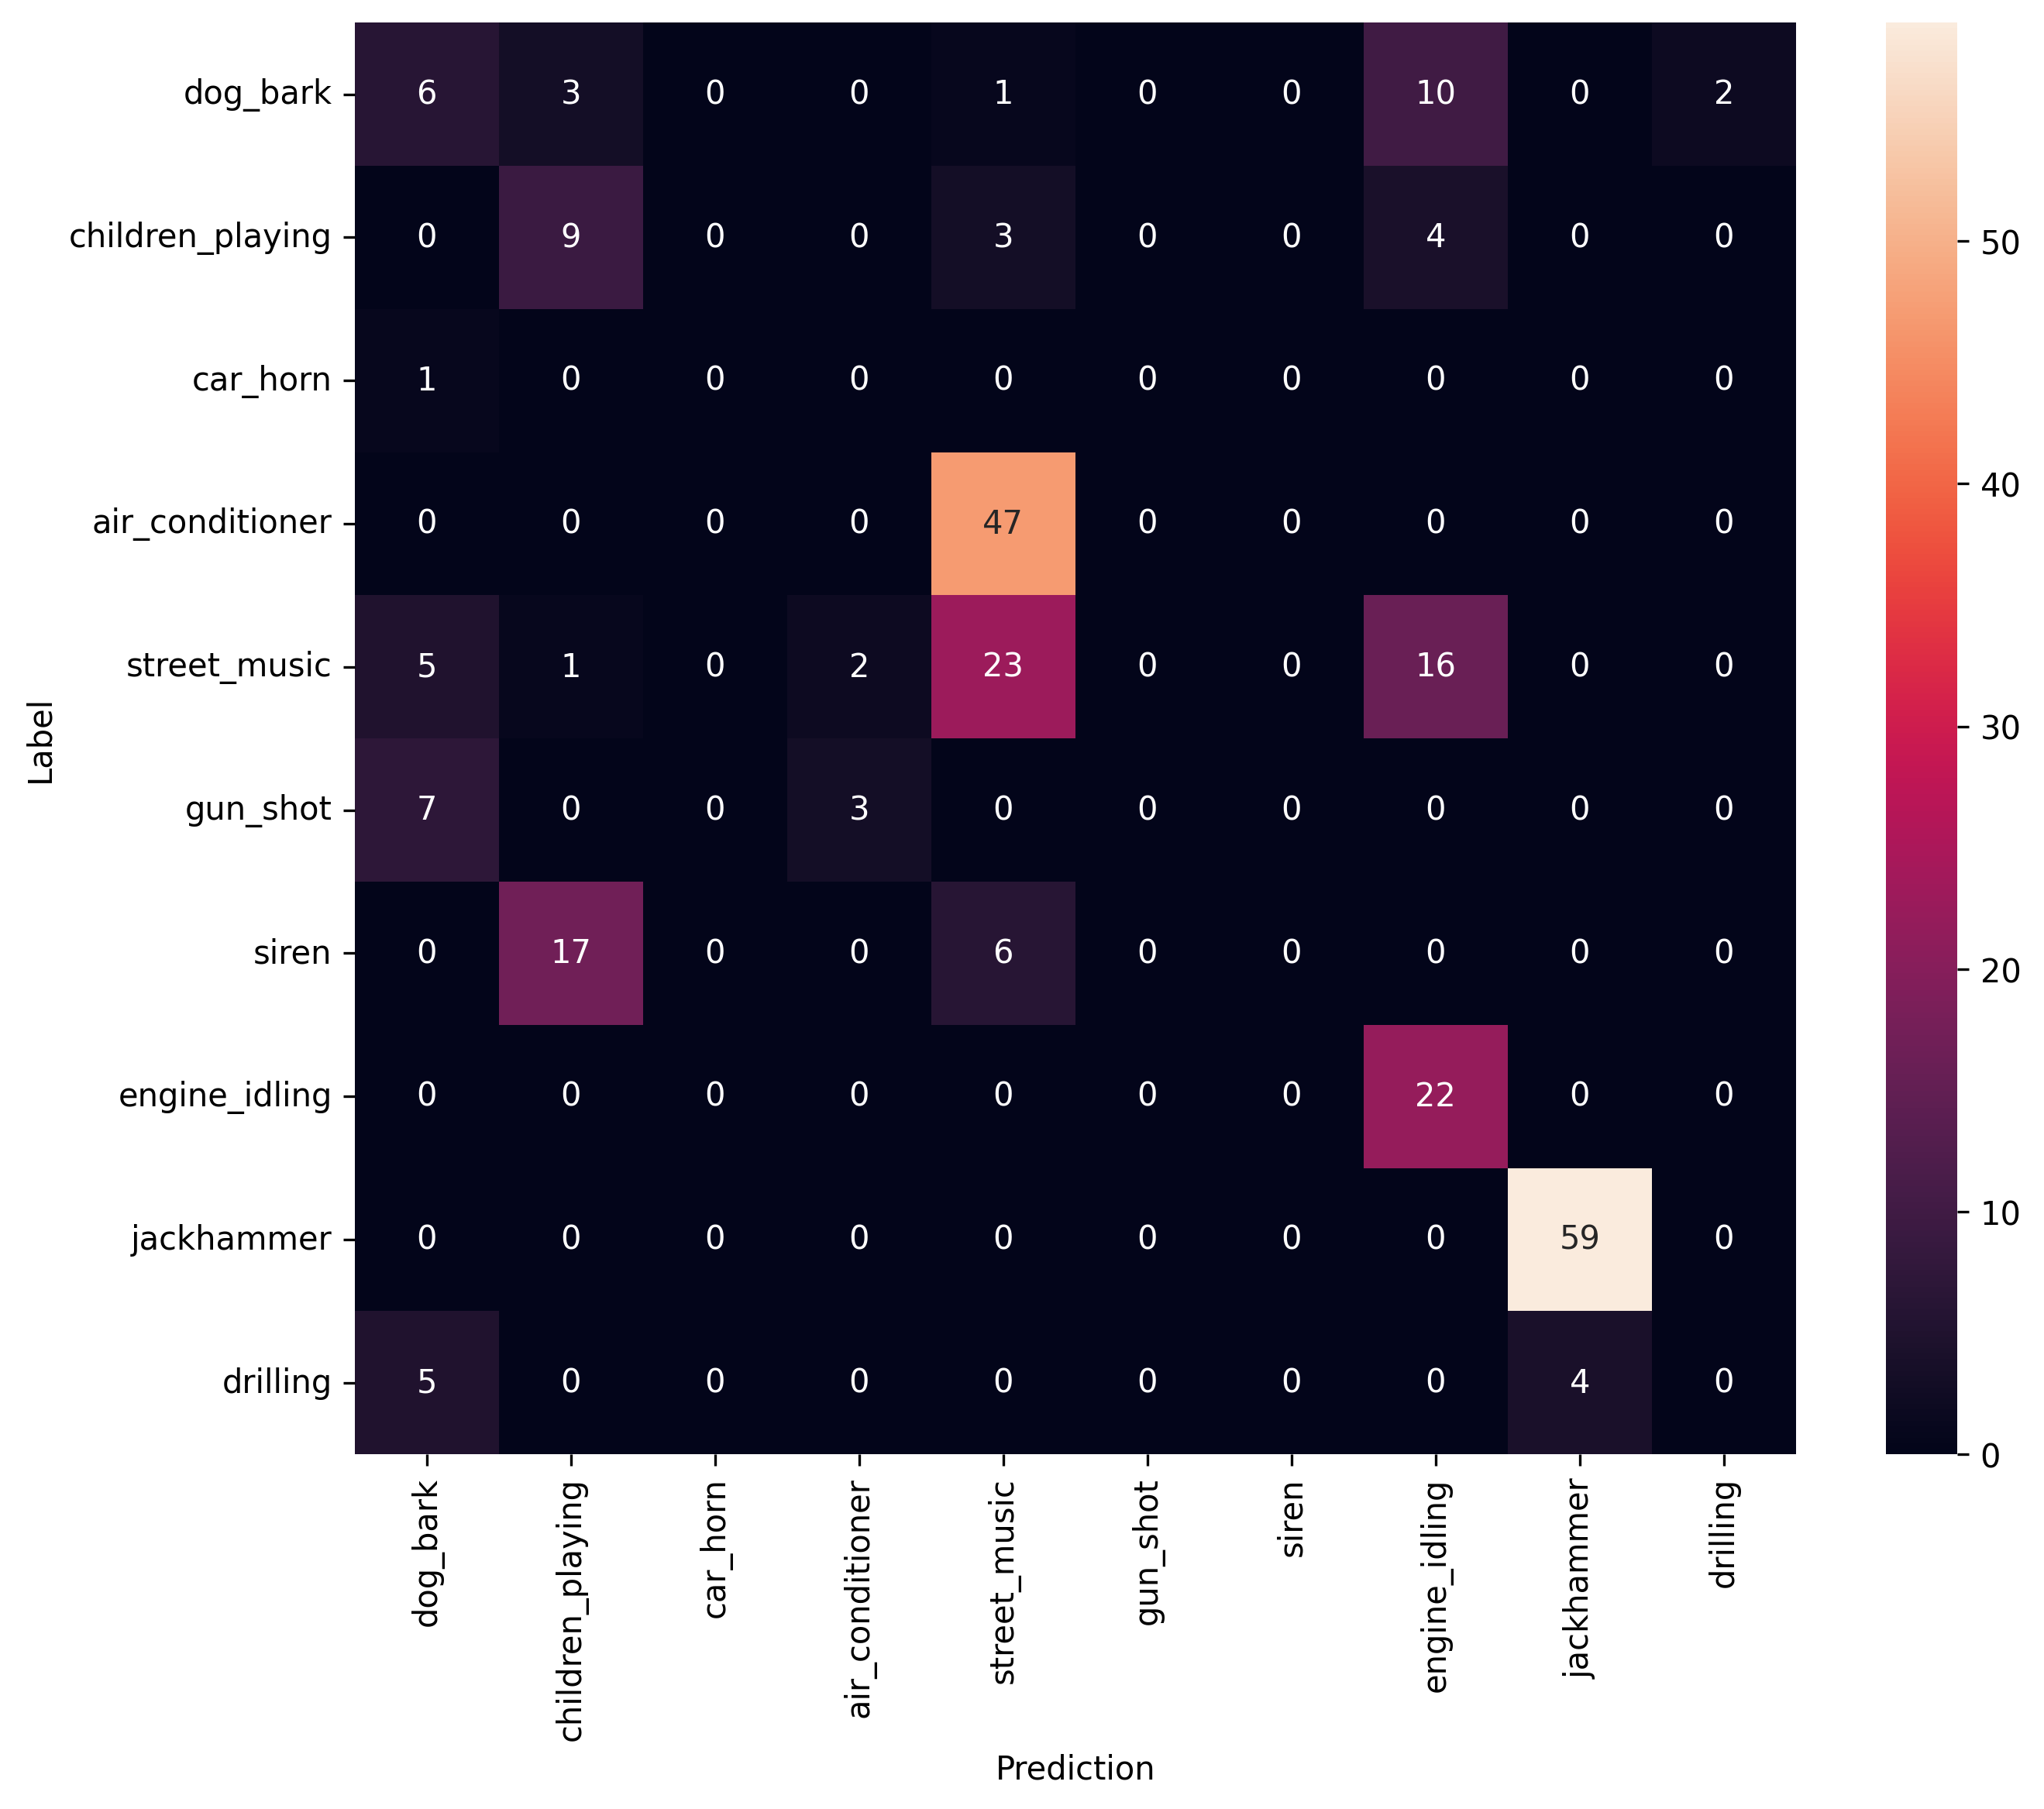 Label
dog_bark 6 3 0 0 1 0 0 10 0 2
children_playing 0 9 0 0 3 0 0 4 0 0
car_horn 1 0 0 0 0 0 0 0 0 0
air_conditioner 0 0 0 0 47 0 0 0 0 0
street_music 5 1 0 2 23 0 0 16 0 0
gun_shot 7 0 0 3 0 0 0 0 0 0
siren 0 17 0 0 6 0 0 0 0 0
engine_idling 0 0 0 0 0 0 0 22 0 0
jackhammer 0 0 0 0 0 0 0 0 59 0
drilling 5 0 0 0 0 0 0 0 4 0
dog_bark
children_playing
car_horn
air_conditioner
street_music
gun_shot
siren
engine_idling
jackhammer
drilling
Prediction
50
40
30
20
10
0